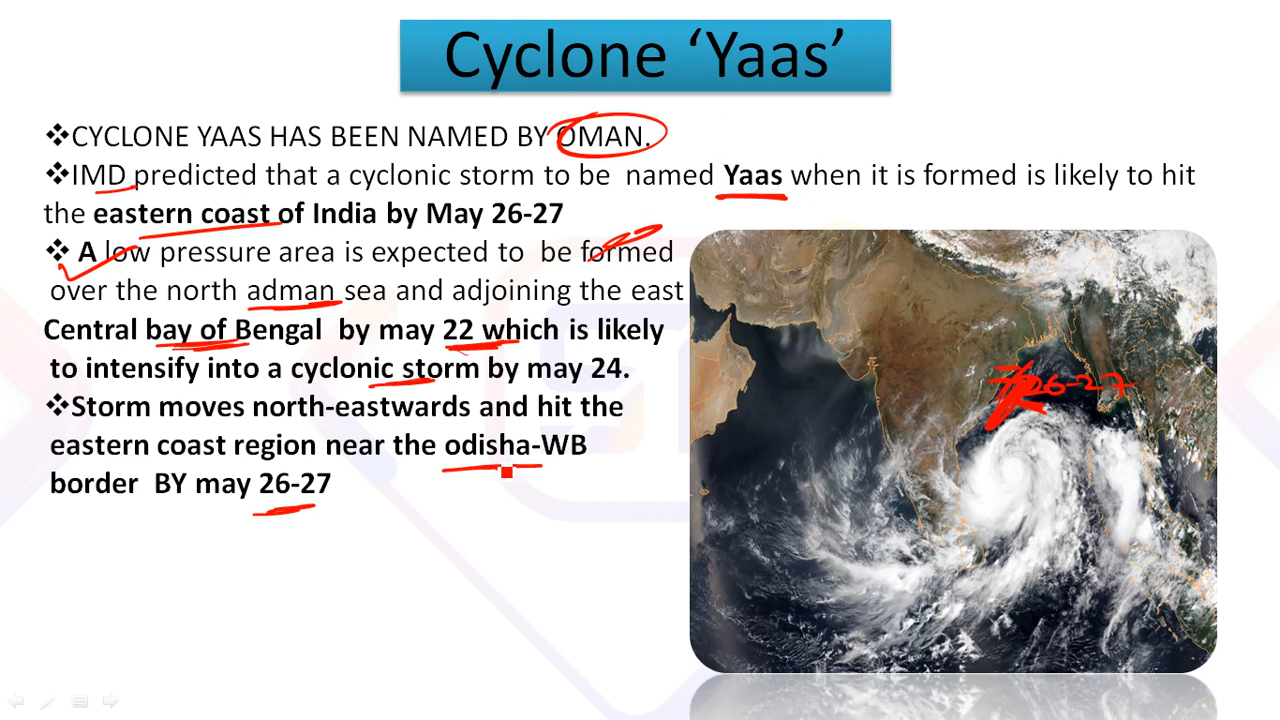 Cyclone ‘Yaas’
❖CYCLONE YAAS HAS BEEN NAMED BY OMAN.
❖IMD predicted that a cyclonic storm to be named Yaas when it is formed is likely to hit
the eastern coast of India by May 26-27
❖ A low pressure area is expected to be formed
over the north adman sea and adjoining the east
Central bay of Bengal by may 22 which is likely
to intensify into a cyclonic storm by may 24.
❖Storm moves north-eastwards and hit the
eastern coast region near the odisha-WB
border BY may 26-27
26-27